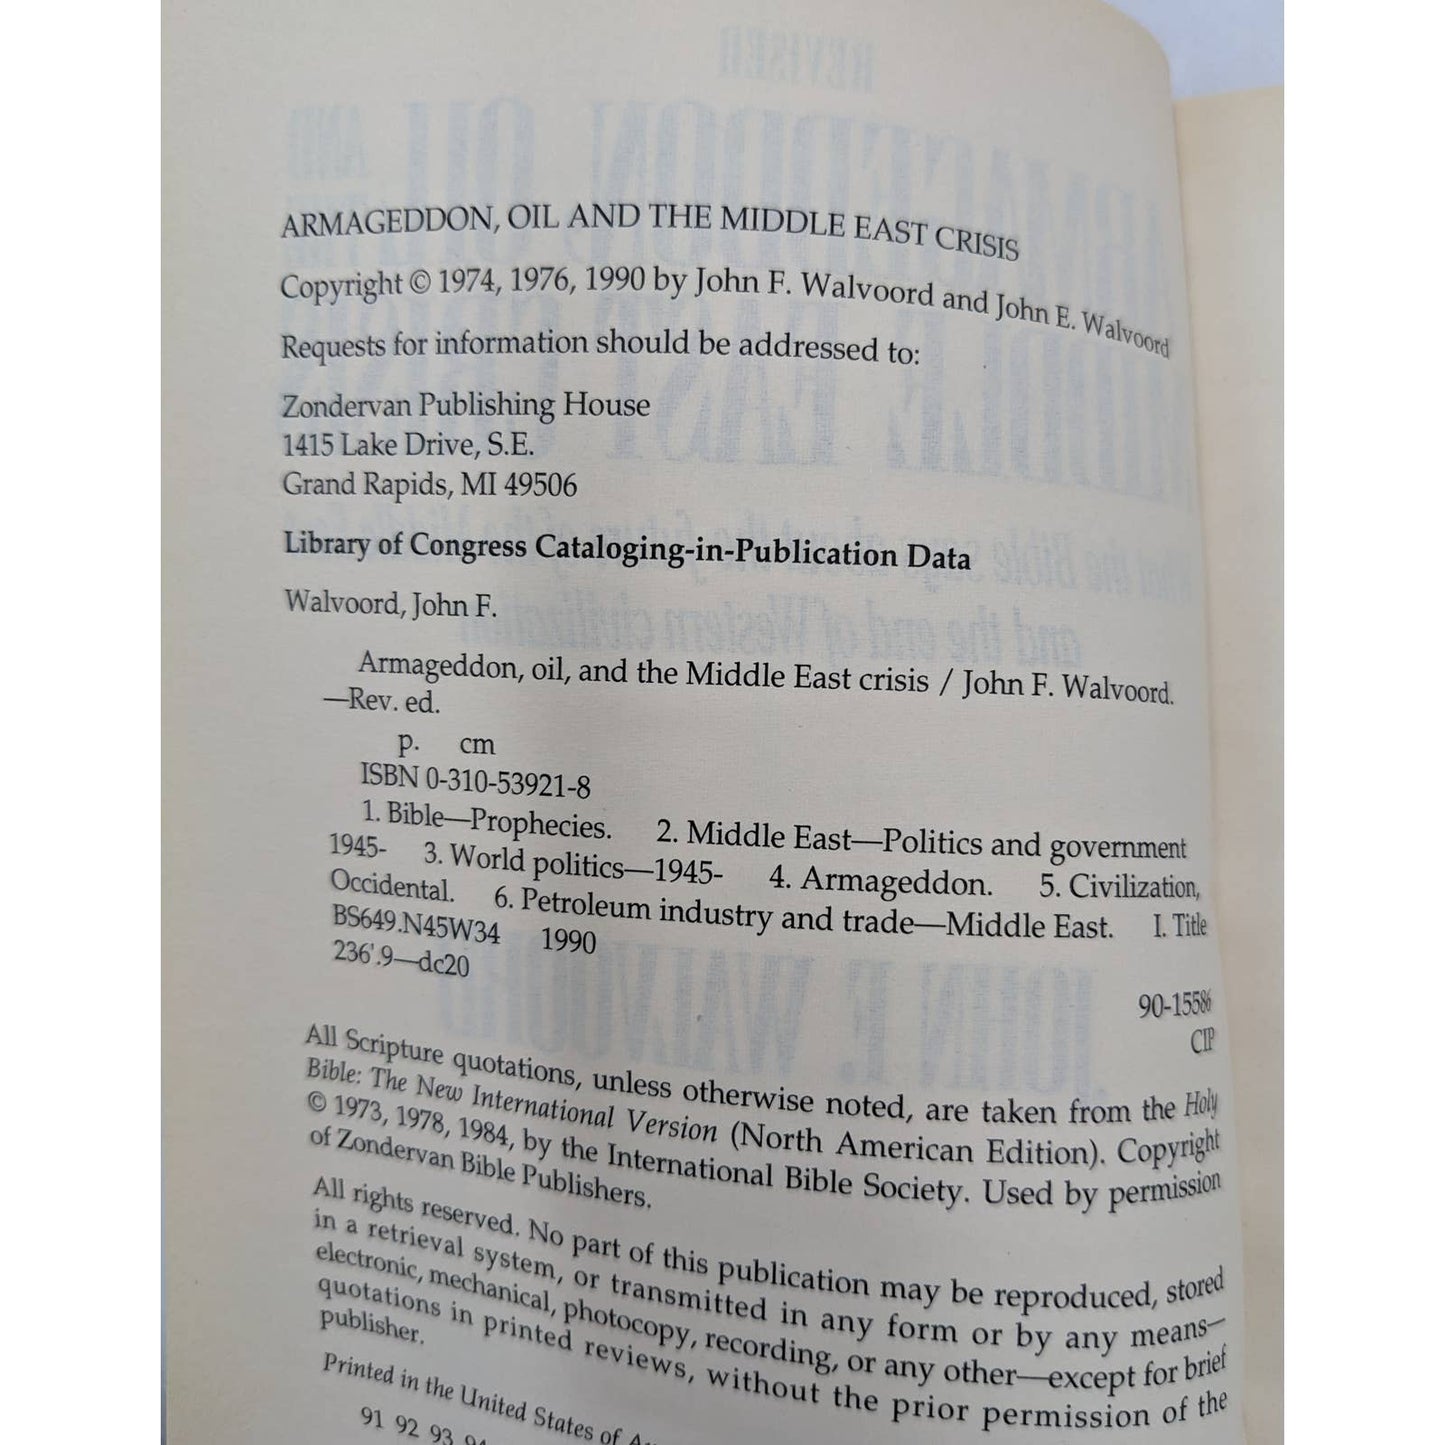 ARMAGEDDON, OIL AND THE MIDDLE EAST CRISIS
Copyright © 1974, 1976, 1990 by John F. Walvoord and John E. Walvoord
Requests for information should be addressed to:
Zondervan Publishing House
1415 Lake Drive, S.E.
Grand Rapids, MI 49506
Library of Congress Cataloging-in-Publication Data
Walvoord, John F.
Armageddon, oil, and the Middle East crisis / John F. Walvoord.
—Rev. ed.
p. cm
ISBN 0-310-53921-8
1. Bible—Prophecies. 2. Middle East—Politics and government
1945- 3. World politics—1945- 4. Armageddon. 5. Civilization,
Occidental. 6. Petroleum industry and trade—Middle East. I. Title
BS649.N45W34 1990
236'.9—dc20
90-15586
CIP
All Scripture quotations, unless otherwise noted, are taken from the Holy
Bible: The New International Version (North American Edition). Copyright
© 1973, 1978, 1984, by the International Bible Society. Used by permission
of Zondervan Bible Publishers.
All rights reserved. No part of this publication may be reproduced, stored
in a retrieval system, or transmitted in any form or by any means—
electronic, mechanical, photocopy, recording, or any other—except for brief
quotations in printed reviews, without the prior permission of the
publisher.
Printed in the United States of
91 92 93